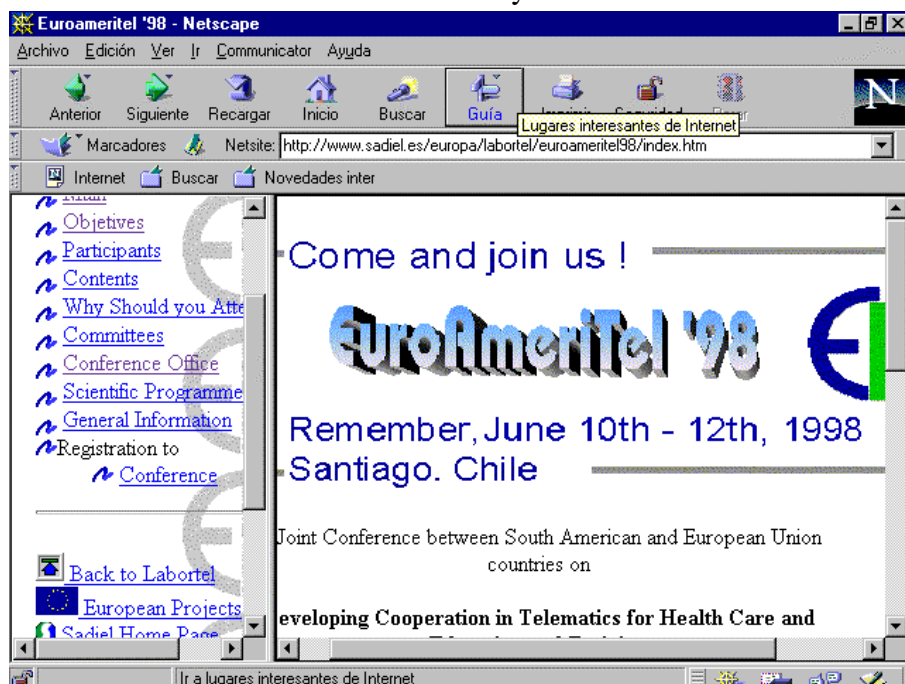 Euroameritel '98 - Netscape
Archivo Edición Ver Ir Communicator Ayuda
Anterior Siguiente Recargar Inicio Buscar Guía Imprimir Seguridad
Lugares interesantes de Internet
Marcadores Netsite: http://www.sadiel.es/europa/labortel/euroameritel98/index.htm
Internet Buscar Novedades inter
Main
Objetives
Participants
Contents
Why Should you Atte
Committees
Conference Office
Scientific Programme
General Information
Registration to
Conference
Back to Labortel
European Projects
Sadiel Home Page
Come and join us !
EuroAmeriTel '98
Remember, June 10th - 12th, 1998
Santiago. Chile
Joint Conference between South American and European Union
countries on
eveloping Cooperation in Telematics for Health Care and
Ir a lugares interesantes de Internet